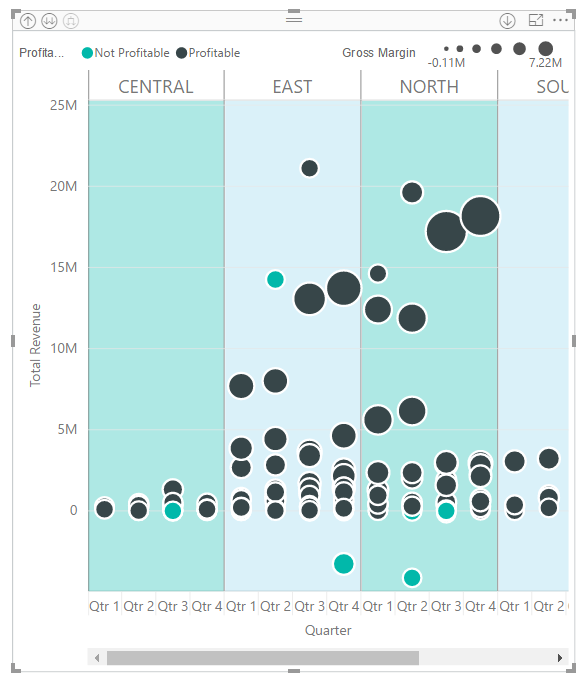 Profita... Not Profitable Profitable Gross Margin
-0.11M 7.22M
CENTRAL EAST NORTH SOU
25M
20M
15M
10M
5M
0
Total Revenue
Qtr 1 Qtr 2 Qtr 3 Qtr 4 Qtr 1 Qtr 2 Qtr 3 Qtr 4 Qtr 1 Qtr 2 Qtr 3 Qtr 4 Qtr 1 Qtr 2
Quarter